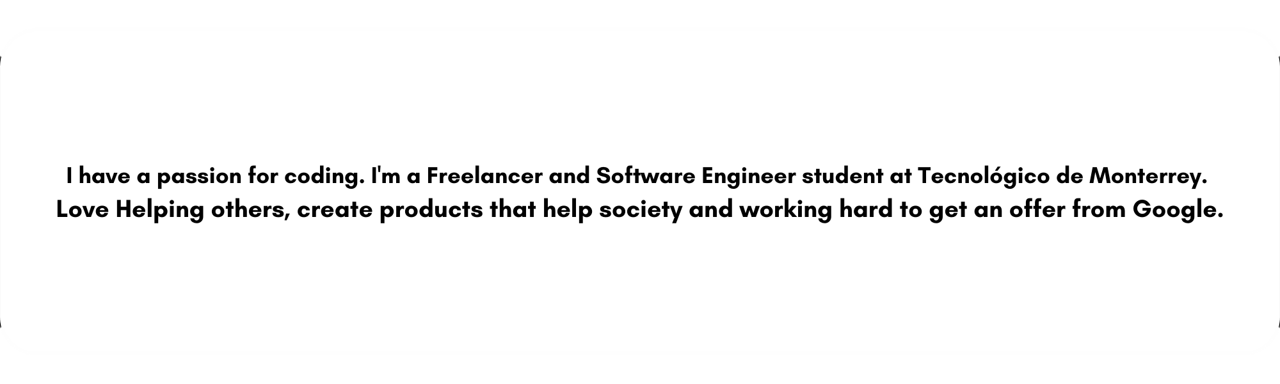 I have a passion for coding. I'm a Freelancer and Software Engineer student at Tecnológico de Monterrey.
Love Helping others, create products that help society and working hard to get an offer from Google.